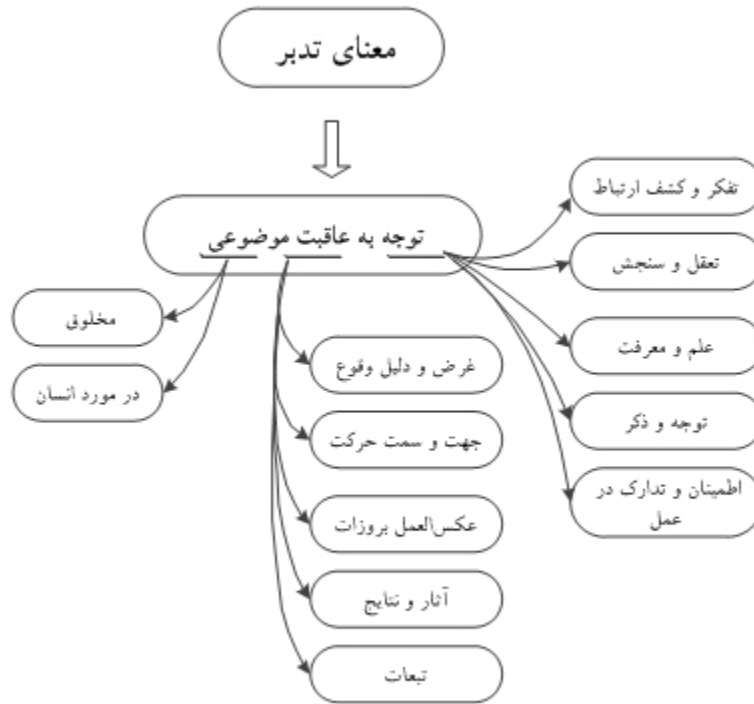 معنای تدبر
توجه به عاقبت موضوعی
تفکر و کشف ارتباط
تعقل و سنجش
علم و معرفت
توجه و ذکر
اطمینان و تدارک در
عمل
غرض و دلیل وقوع
جهت و سمت حرکت
عکس‌العمل بروزات
آثار و نتایج
تبعات
مخلوق
در مورد انسان